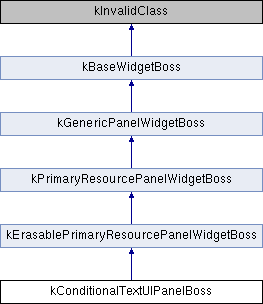 kInvalidClass
kBaseWidgetBoss
kGenericPanelWidgetBoss
kPrimaryResourcePanelWidgetBoss
kErasablePrimaryResourcePanelWidgetBoss
kConditionalTextUIPanelBoss